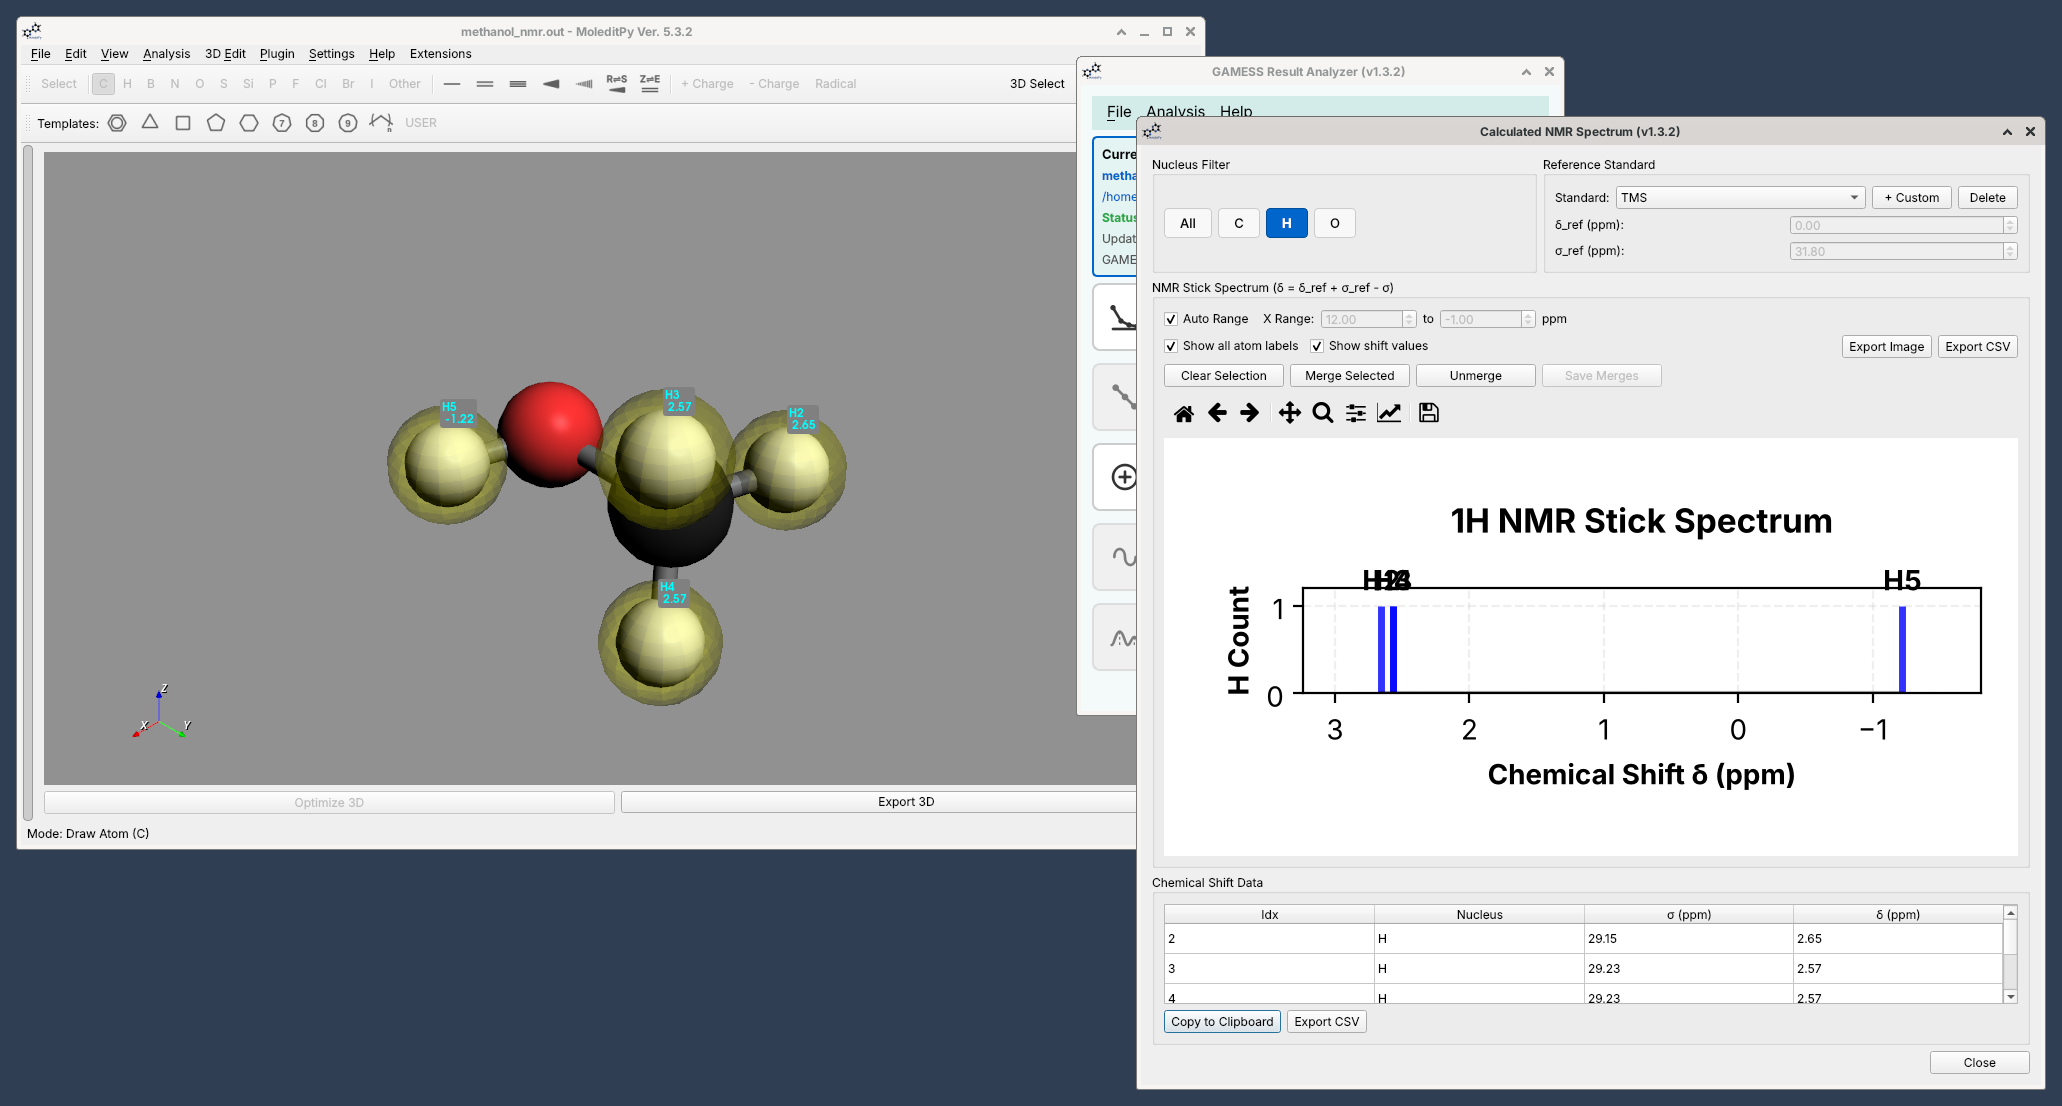 methanol_nmr.out - MoleditPy Ver. 5.3.2
File Edit View Analysis 3D Edit Plugin Settings Help Extensions
Select C H B N O S Si P F Cl Br I Other R⇌S Z⇌E + Charge - Charge Radical 3D Select
Templates: 7 8 9 n USER
H5
-1.22
H3
2.57
H2
2.65
H4
2.57
Z
X Y
Optimize 3D Export 3D
Mode: Draw Atom (C)
GAMESS Result Analyzer (v1.3.2)
File Analysis Help
Curre
metha
/home
Status
Updat
GAME
Calculated NMR Spectrum (v1.3.2)
Nucleus Filter
All C H O
Reference Standard
Standard: TMS + Custom Delete
δ_ref (ppm): 0.00
σ_ref (ppm): 31.80
NMR Stick Spectrum (δ = δ_ref + σ_ref - σ)
Auto Range X Range: 12.00 to -1.00 ppm
Show all atom labels Show shift values
Export Image Export CSV
Clear Selection Merge Selected Unmerge Save Merges
1H NMR Stick Spectrum
H5
H Count
1
0
3 2 1 0 −1
Chemical Shift δ (ppm)
Chemical Shift Data
Idx Nucleus σ (ppm) δ (ppm)
2 H 29.15 2.65
3 H 29.23 2.57
4 H 29.23 2.57
Copy to Clipboard Export CSV
Close